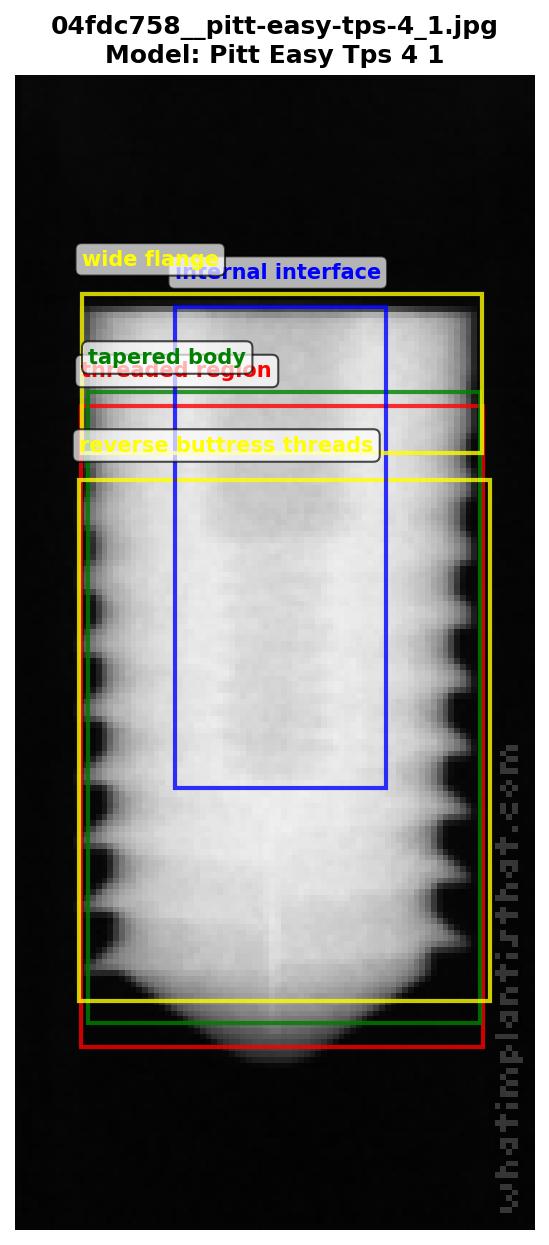 04fdc758__pitt-easy-tps-4_1.jpg
Model: Pitt Easy Tps 4 1
wide flange
internal interface
tapered body
threaded region
reverse buttress threads
whatimplantisthat.com